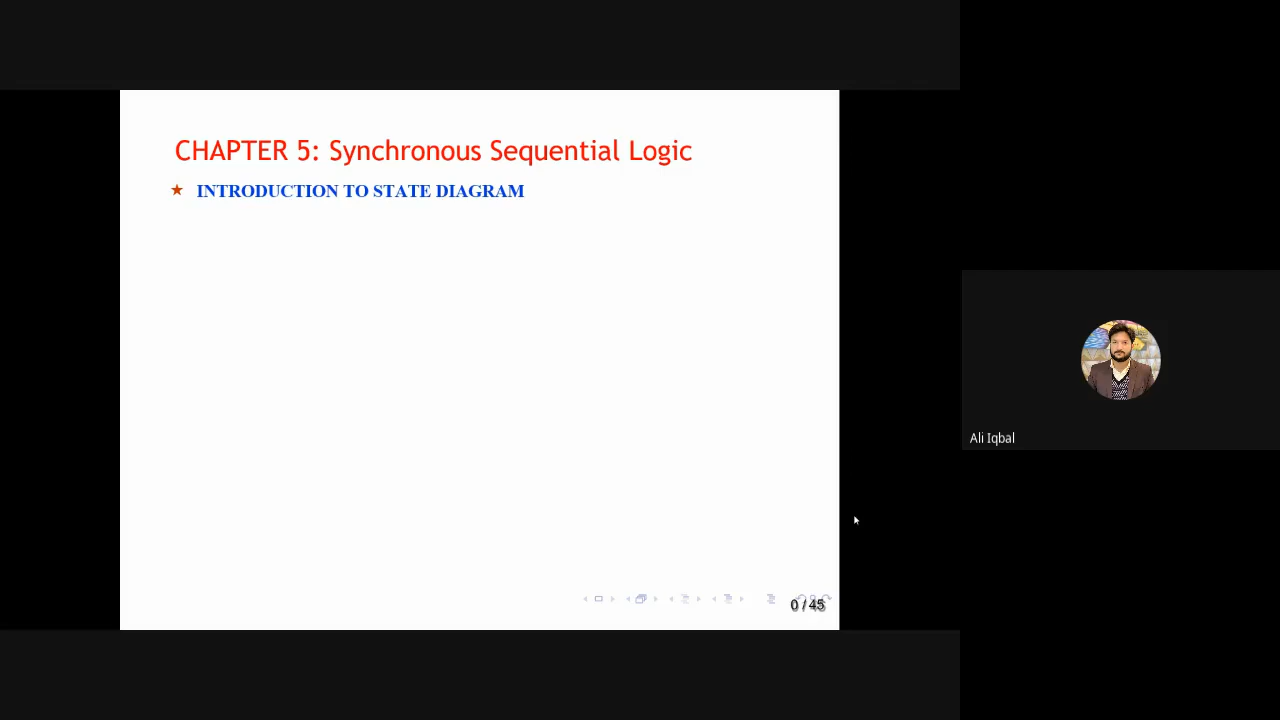 CHAPTER 5: Synchronous Sequential Logic
★ INTRODUCTION TO STATE DIAGRAM
Ali Iqbal
0 / 45